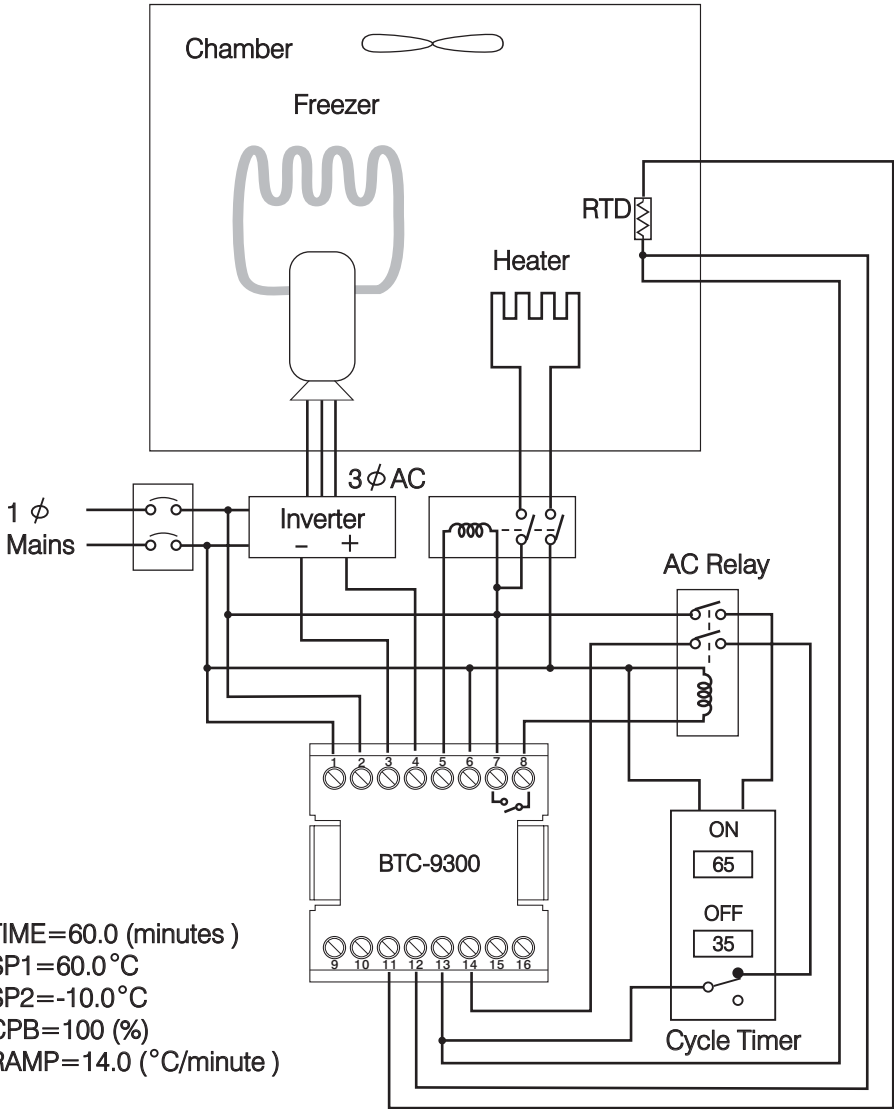 Chamber
Freezer
RTD
Heater
3 ϕ AC
1 ϕ
Mains
Inverter
− +
AC Relay
1 2 3 4 5 6 7 8
ON
65
BTC-9300
OFF
35
9 10 11 12 13 14 15 16
Cycle Timer
TIME=60.0 (minutes )
SP1=60.0°C
SP2=-10.0°C
CPB=100 (%)
RAMP=14.0 (°C/minute )